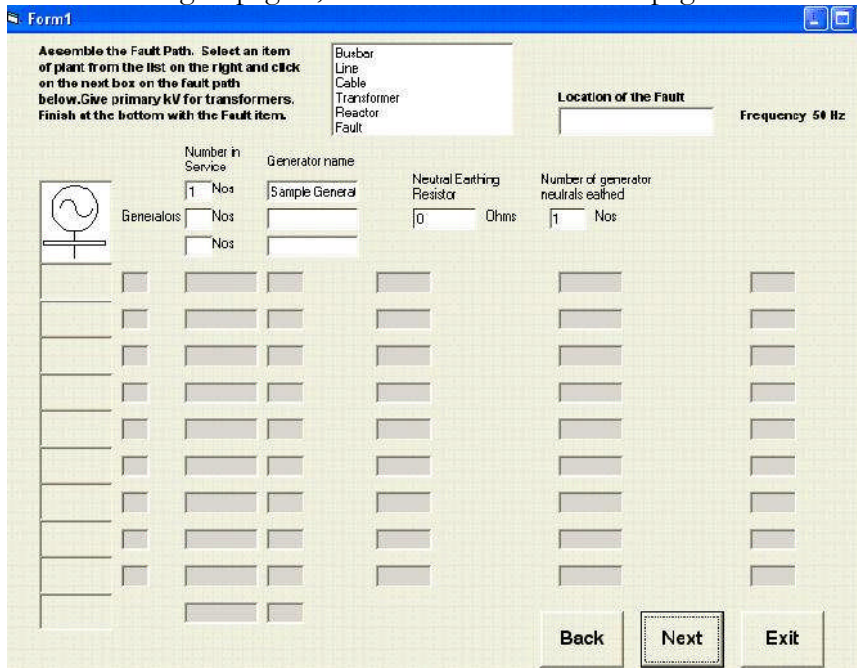 Form1
Assemble the Fault Path. Select an item
of plant from the list on the right and click
on the next box on the fault path
below.Give primary kV for transformers.
Finish at the bottom with the Fault item.
Busbar
Line
Cable
Transformer
Reactor
Fault
Location of the Fault
Frequency 50 Hz
Number in
Service
Generator name
Neutral Earthing
Resistor
Number of generator
neutrals eathed
Generators
1 Nos
Sample General
0 Ohms
1 Nos
Nos
Nos
Back
Next
Exit